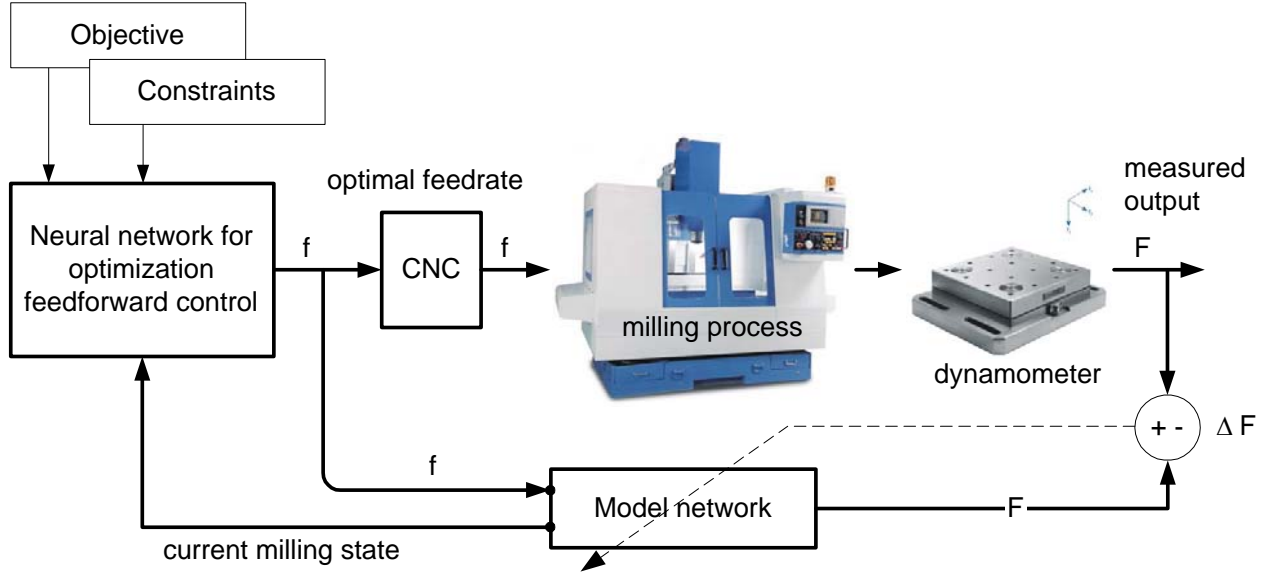 Objective
Constraints
Neural network for
optimization
feedforward control
f
optimal feedrate
CNC
f
milling process
dynamometer
measured
output
F
+ -
Δ F
f
Model network
F
current milling state